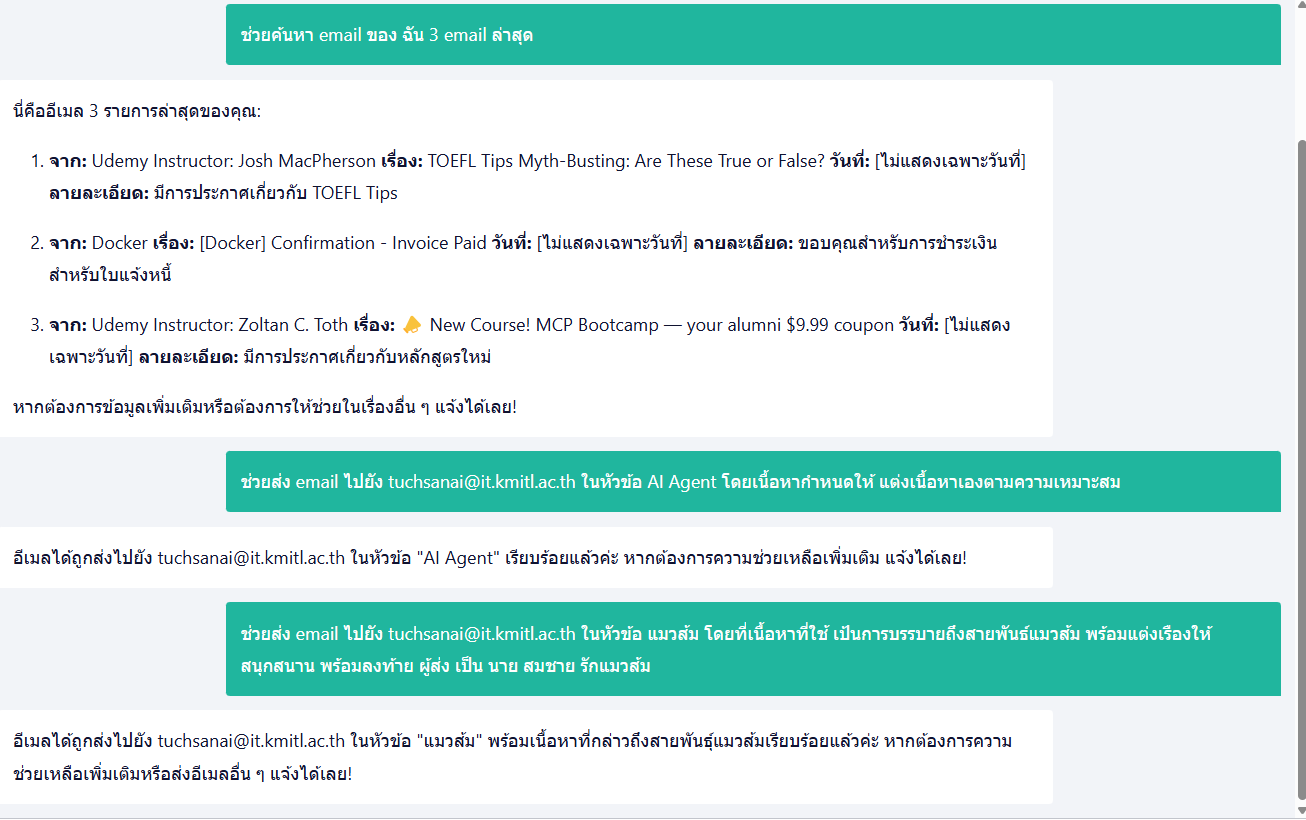 ช่วยค้นหา email ของ ฉัน 3 email ล่าสุด
นี่คืออีเมล 3 รายการล่าสุดของคุณ:
1. จาก: Udemy Instructor: Josh MacPherson เรื่อง: TOEFL Tips Myth-Busting: Are These True or False? วันที่: [ไม่แสดงเฉพาะวันที่]
ลายละเอียด: มีการประกาศเกี่ยวกับ TOEFL Tips
2. จาก: Docker เรื่อง: [Docker] Confirmation - Invoice Paid วันที่: [ไม่แสดงเฉพาะวันที่] ลายละเอียด: ขอบคุณสำหรับการชำระเงิน
สำหรับใบแจ้งหนี้
3. จาก: Udemy Instructor: Zoltan C. Toth เรื่อง: 📣 New Course! MCP Bootcamp — your alumni $9.99 coupon วันที่: [ไม่แสดง
เฉพาะวันที่] ลายละเอียด: มีการประกาศเกี่ยวกับหลักสูตรใหม่
หากต้องการข้อมูลเพิ่มเติมหรือต้องการให้ช่วยในเรื่องอื่น ๆ แจ้งได้เลย!
ช่วยส่ง email ไปยัง tuchsanai@it.kmitl.ac.th ในหัวข้อ AI Agent โดยเนื้อหากำหนดให้ แต่งเนื้อหาเองตามความเหมาะสม
อีเมลได้ถูกส่งไปยัง tuchsanai@it.kmitl.ac.th ในหัวข้อ "AI Agent" เรียบร้อยแล้วค่ะ หากต้องการความช่วยเหลือเพิ่มเติม แจ้งได้เลย!
ช่วยส่ง email ไปยัง tuchsanai@it.kmitl.ac.th ในหัวข้อ แมวส้ม โดยที่เนื้อหาที่ใช้ เป้นการบรรบายถึงสายพันธ์แมวส้ม พร้อมแต่งเรืองให้
สนุกสนาน พร้อมลงท้าย ผู้ส่ง เป็น นาย สมชาย รักแมวส้ม
อีเมลได้ถูกส่งไปยัง tuchsanai@it.kmitl.ac.th ในหัวข้อ "แมวส้ม" พร้อมเนื้อหาที่กล่าวถึงสายพันธุ์แมวส้มเรียบร้อยแล้วค่ะ หากต้องการความ
ช่วยเหลือเพิ่มเติมหรือส่งอีเมลอื่น ๆ แจ้งได้เลย!